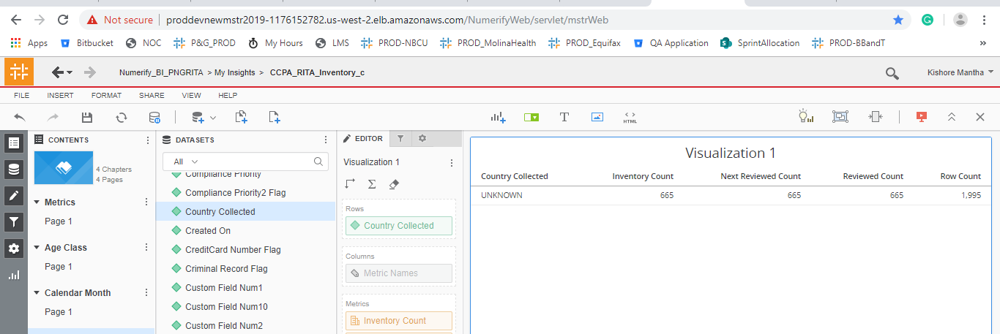 Not secure | proddevnewmstr2019-1176152782.us-west-2.elb.amazonaws.com/NumerifyWeb/servlet/mstrWeb
Apps Bitbucket NOC P&G_PROD My Hours LMS PROD-NBCU PROD_MolinaHealth PROD_Equifax QA Application SprintAllocation PROD-BBandT »
Numerify_BI_PNGRITA > My Insights > CCPA_RITA_Inventory_c Kishore Mantha
FILE INSERT FORMAT SHARE VIEW HELP
T HTML
CONTENTS
4 Chapters
4 Pages
Metrics
Page 1
Age Class
Page 1
Calendar Month
Page 1
DATASETS
All
Compliance Priority
Compliance Priority2 Flag
Country Collected
Created On
CreditCard Number Flag
Criminal Record Flag
Custom Field Num1
Custom Field Num10
Custom Field Num2
EDITOR
Visualization 1
Rows
Country Collected
Columns
Metric Names
Metrics
Inventory Count
Visualization 1
Country Collected Inventory Count Next Reviewed Count Reviewed Count Row Count
UNKNOWN 665 665 665 1,995